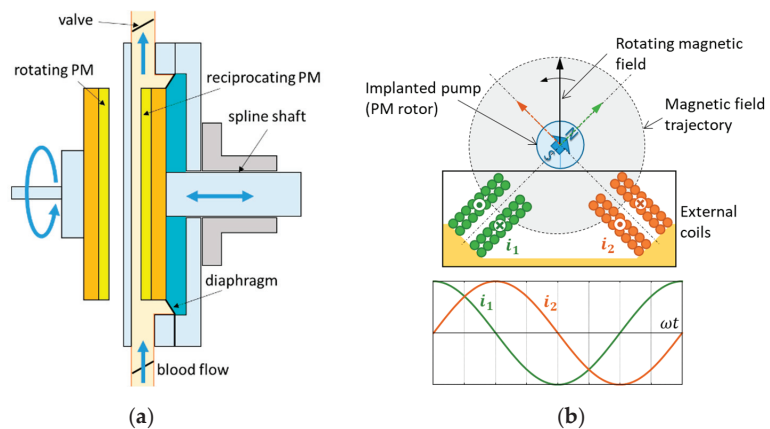 valve
rotating PM
reciprocating PM
spline shaft
diaphragm
blood flow
(a)
Rotating magnetic
field
Implanted pump
(PM rotor)
Magnetic field
trajectory
N
S
External
coils
i₁
i₂
i₁
i₂
ωt
(b)